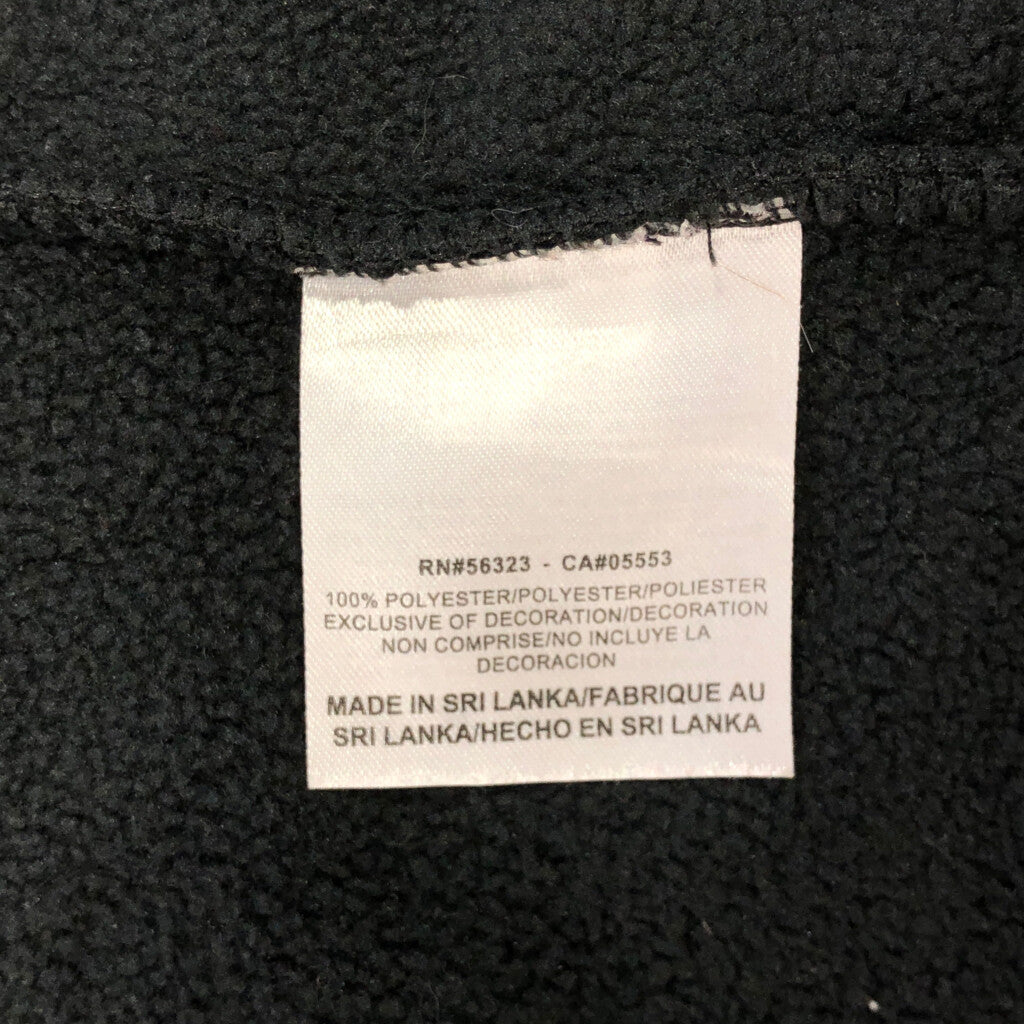 RN#56323 - CA#05553
100% POLYESTER/POLYESTER/POLIESTER
EXCLUSIVE OF DECORATION/DECORATION
NON COMPRISE/NO INCLUYE LA
DECORACION
MADE IN SRI LANKA/FABRIQUE AU
SRI LANKA/HECHO EN SRI LANKA